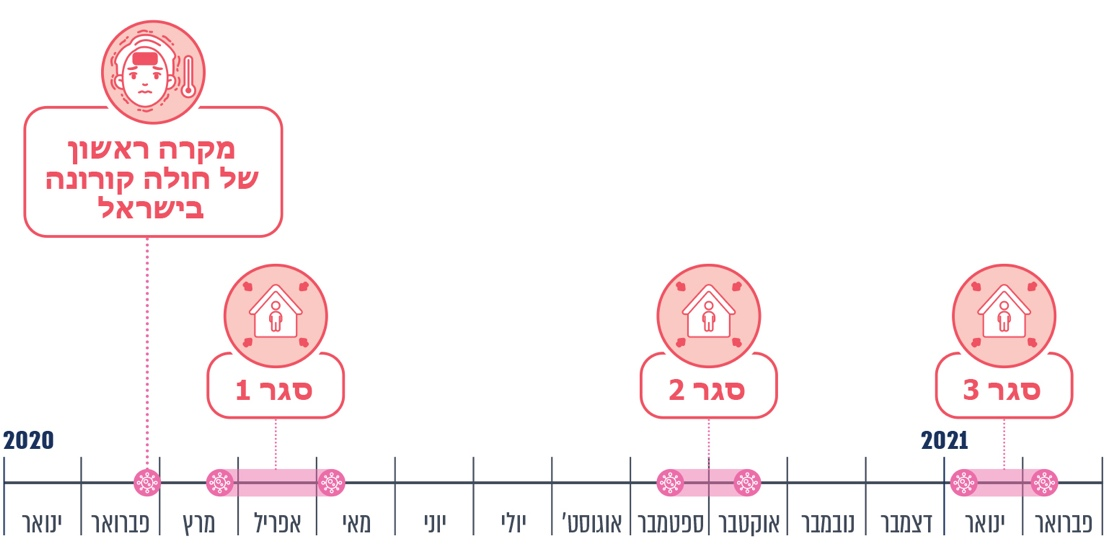 מקרה ראשון
של חולה קורונה
בישראל
סגר 1
סגר 2
סגר 3
2020
2021
ינואר
פברואר
מרץ
אפריל
מאי
יוני
יולי
אוגוסט'
ספטמבר
אוקטבר
נובמבר
דצמבר
ינואר
פברואר